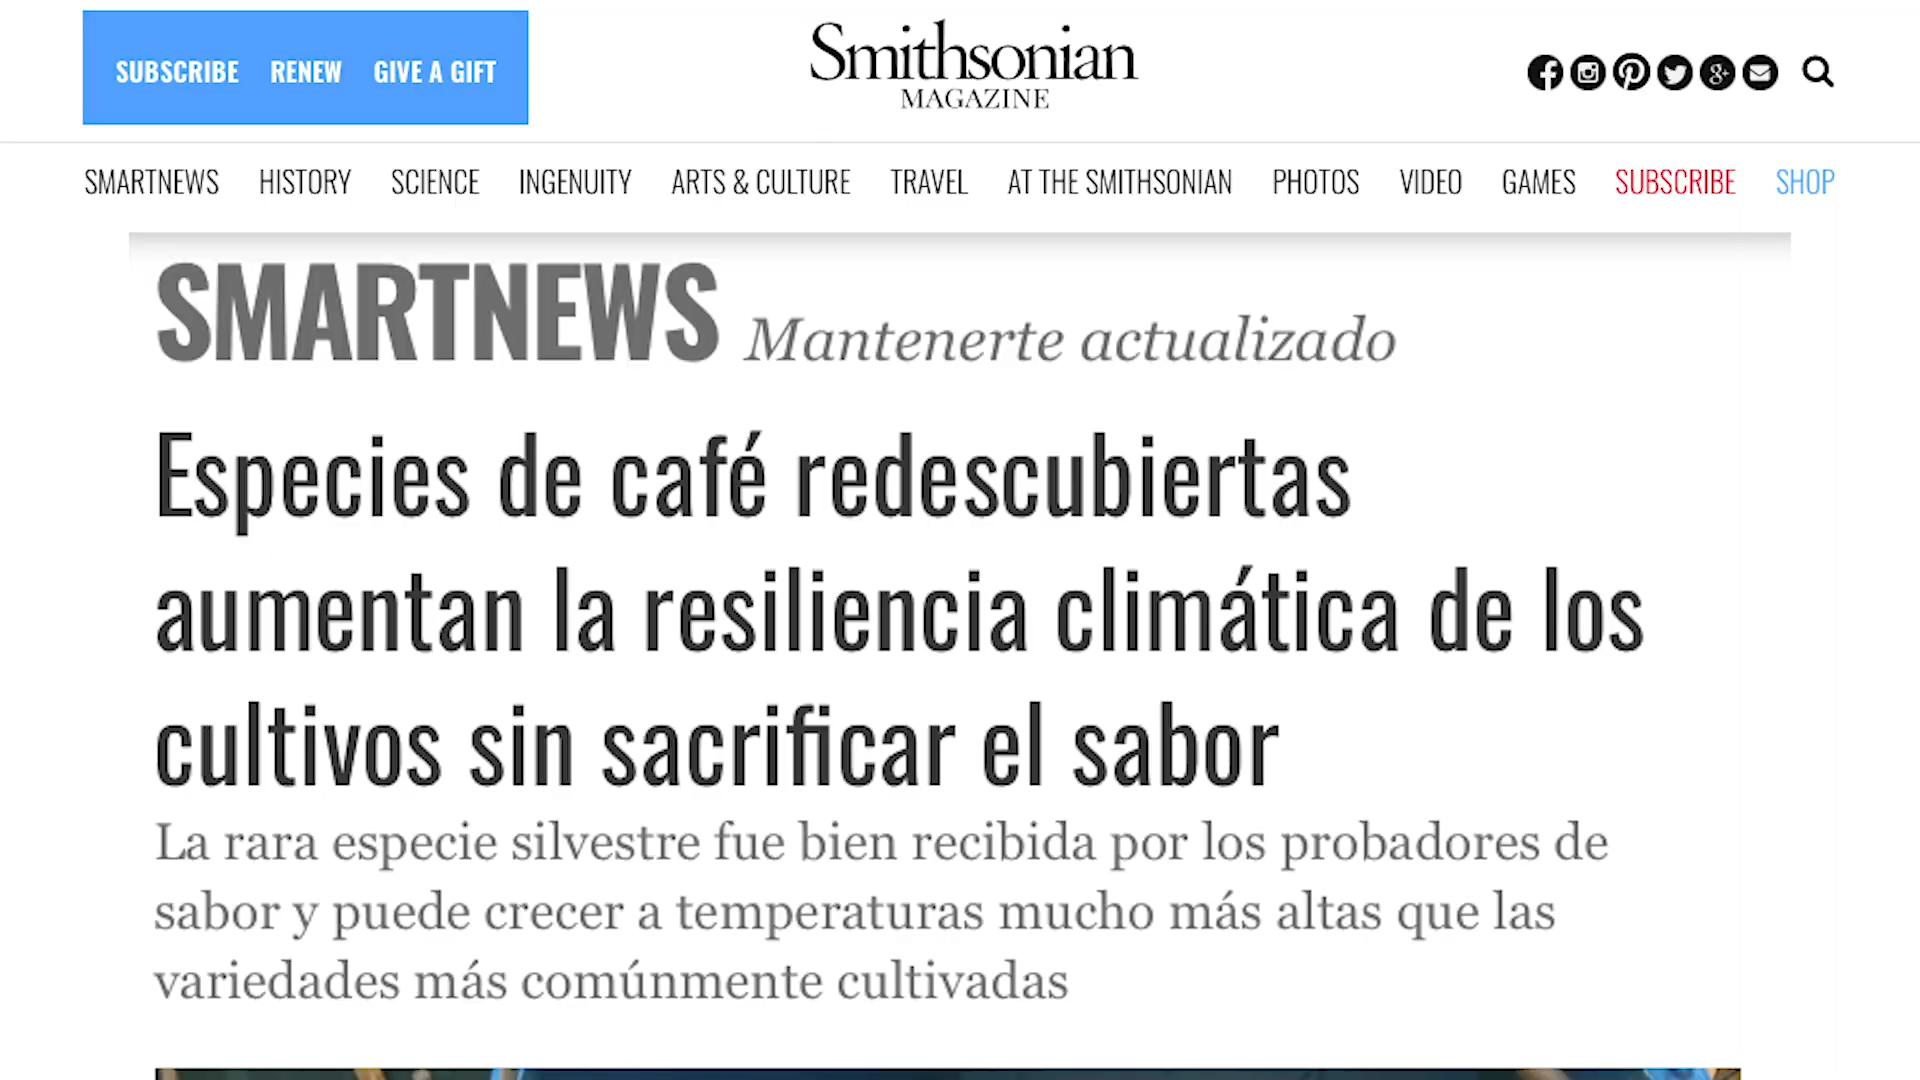 SUBSCRIBE RENEW GIVE A GIFT
Smithsonian
MAGAZINE
SMARTNEWS HISTORY SCIENCE INGENUITY ARTS & CULTURE TRAVEL AT THE SMITHSONIAN PHOTOS VIDEO GAMES SUBSCRIBE SHOP
SMARTNEWS Mantenerte actualizado
Especies de café redescubiertas
aumentan la resiliencia climática de los
cultivos sin sacrificar el sabor
La rara especie silvestre fue bien recibida por los probadores de
sabor y puede crecer a temperaturas mucho más altas que las
variedades más comúnmente cultivadas